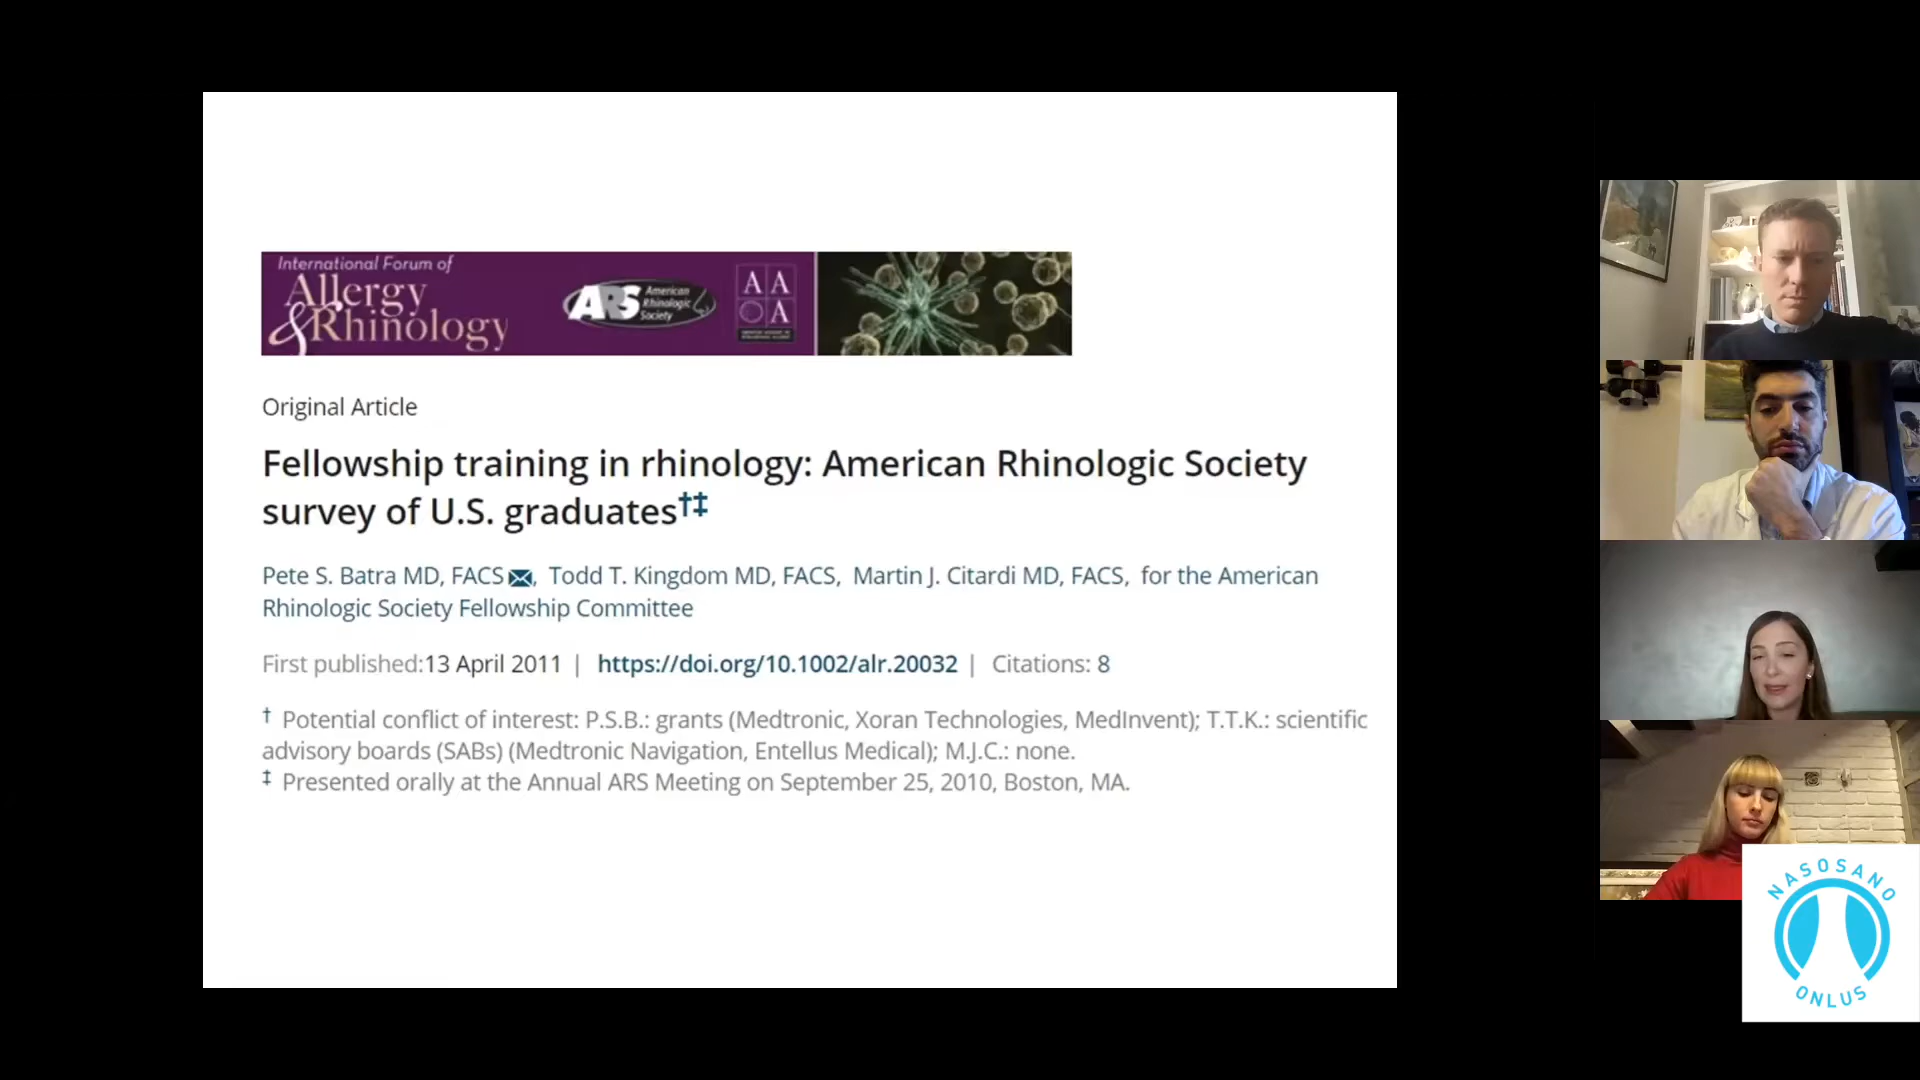 International Forum of
Allergy
&Rhinology
ARS American
Rhinologic
Society
A A
O A
Original Article
Fellowship training in rhinology: American Rhinologic Society
survey of U.S. graduates†‡
Pete S. Batra MD, FACS, Todd T. Kingdom MD, FACS, Martin J. Citardi MD, FACS, for the American
Rhinologic Society Fellowship Committee
First published:13 April 2011 | https://doi.org/10.1002/alr.20032 | Citations: 8
† Potential conflict of interest: P.S.B.: grants (Medtronic, Xoran Technologies, MedInvent); T.T.K.: scientific
advisory boards (SABs) (Medtronic Navigation, Entellus Medical); M.J.C.: none.
‡ Presented orally at the Annual ARS Meeting on September 25, 2010, Boston, MA.
NASOSANO
ONLUS